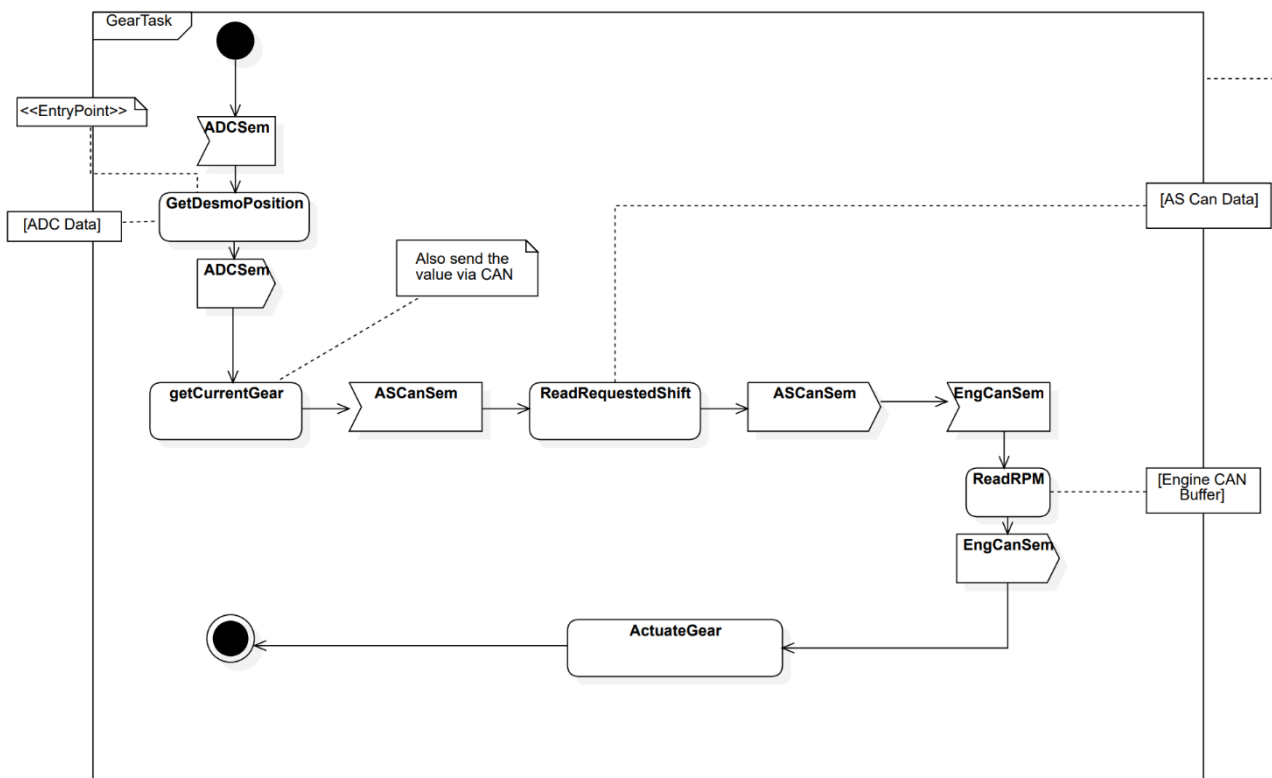 GearTask
<<EntryPoint>>
ADCSem
GetDesmoPosition
[ADC Data]
[AS Can Data]
ADCSem
Also send the
value via CAN
getCurrentGear
ASCanSem
ReadRequestedShift
ASCanSem
EngCanSem
ReadRPM
[Engine CAN
Buffer]
EngCanSem
ActuateGear